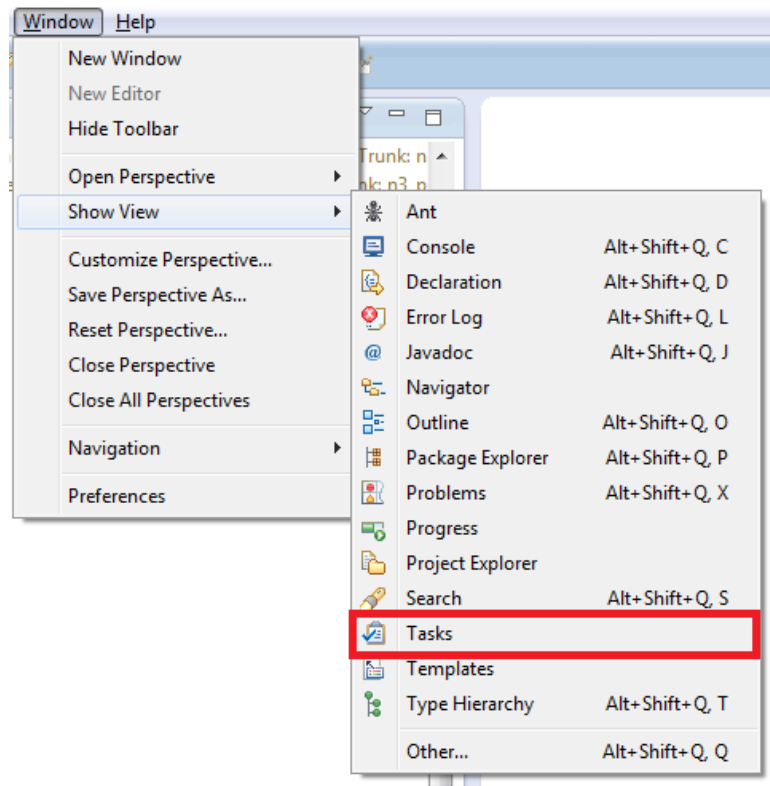 Window Help
New Window
New Editor
Hide Toolbar
Open Perspective
Show View
Customize Perspective...
Save Perspective As...
Reset Perspective...
Close Perspective
Close All Perspectives
Navigation
Preferences
Trunk: n
Ant
Console Alt+Shift+Q, C
Declaration Alt+Shift+Q, D
Error Log Alt+Shift+Q, L
Javadoc Alt+Shift+Q, J
Navigator
Outline Alt+Shift+Q, O
Package Explorer Alt+Shift+Q, P
Problems Alt+Shift+Q, X
Progress
Project Explorer
Search Alt+Shift+Q, S
Tasks
Templates
Type Hierarchy Alt+Shift+Q, T
Other... Alt+Shift+Q, Q